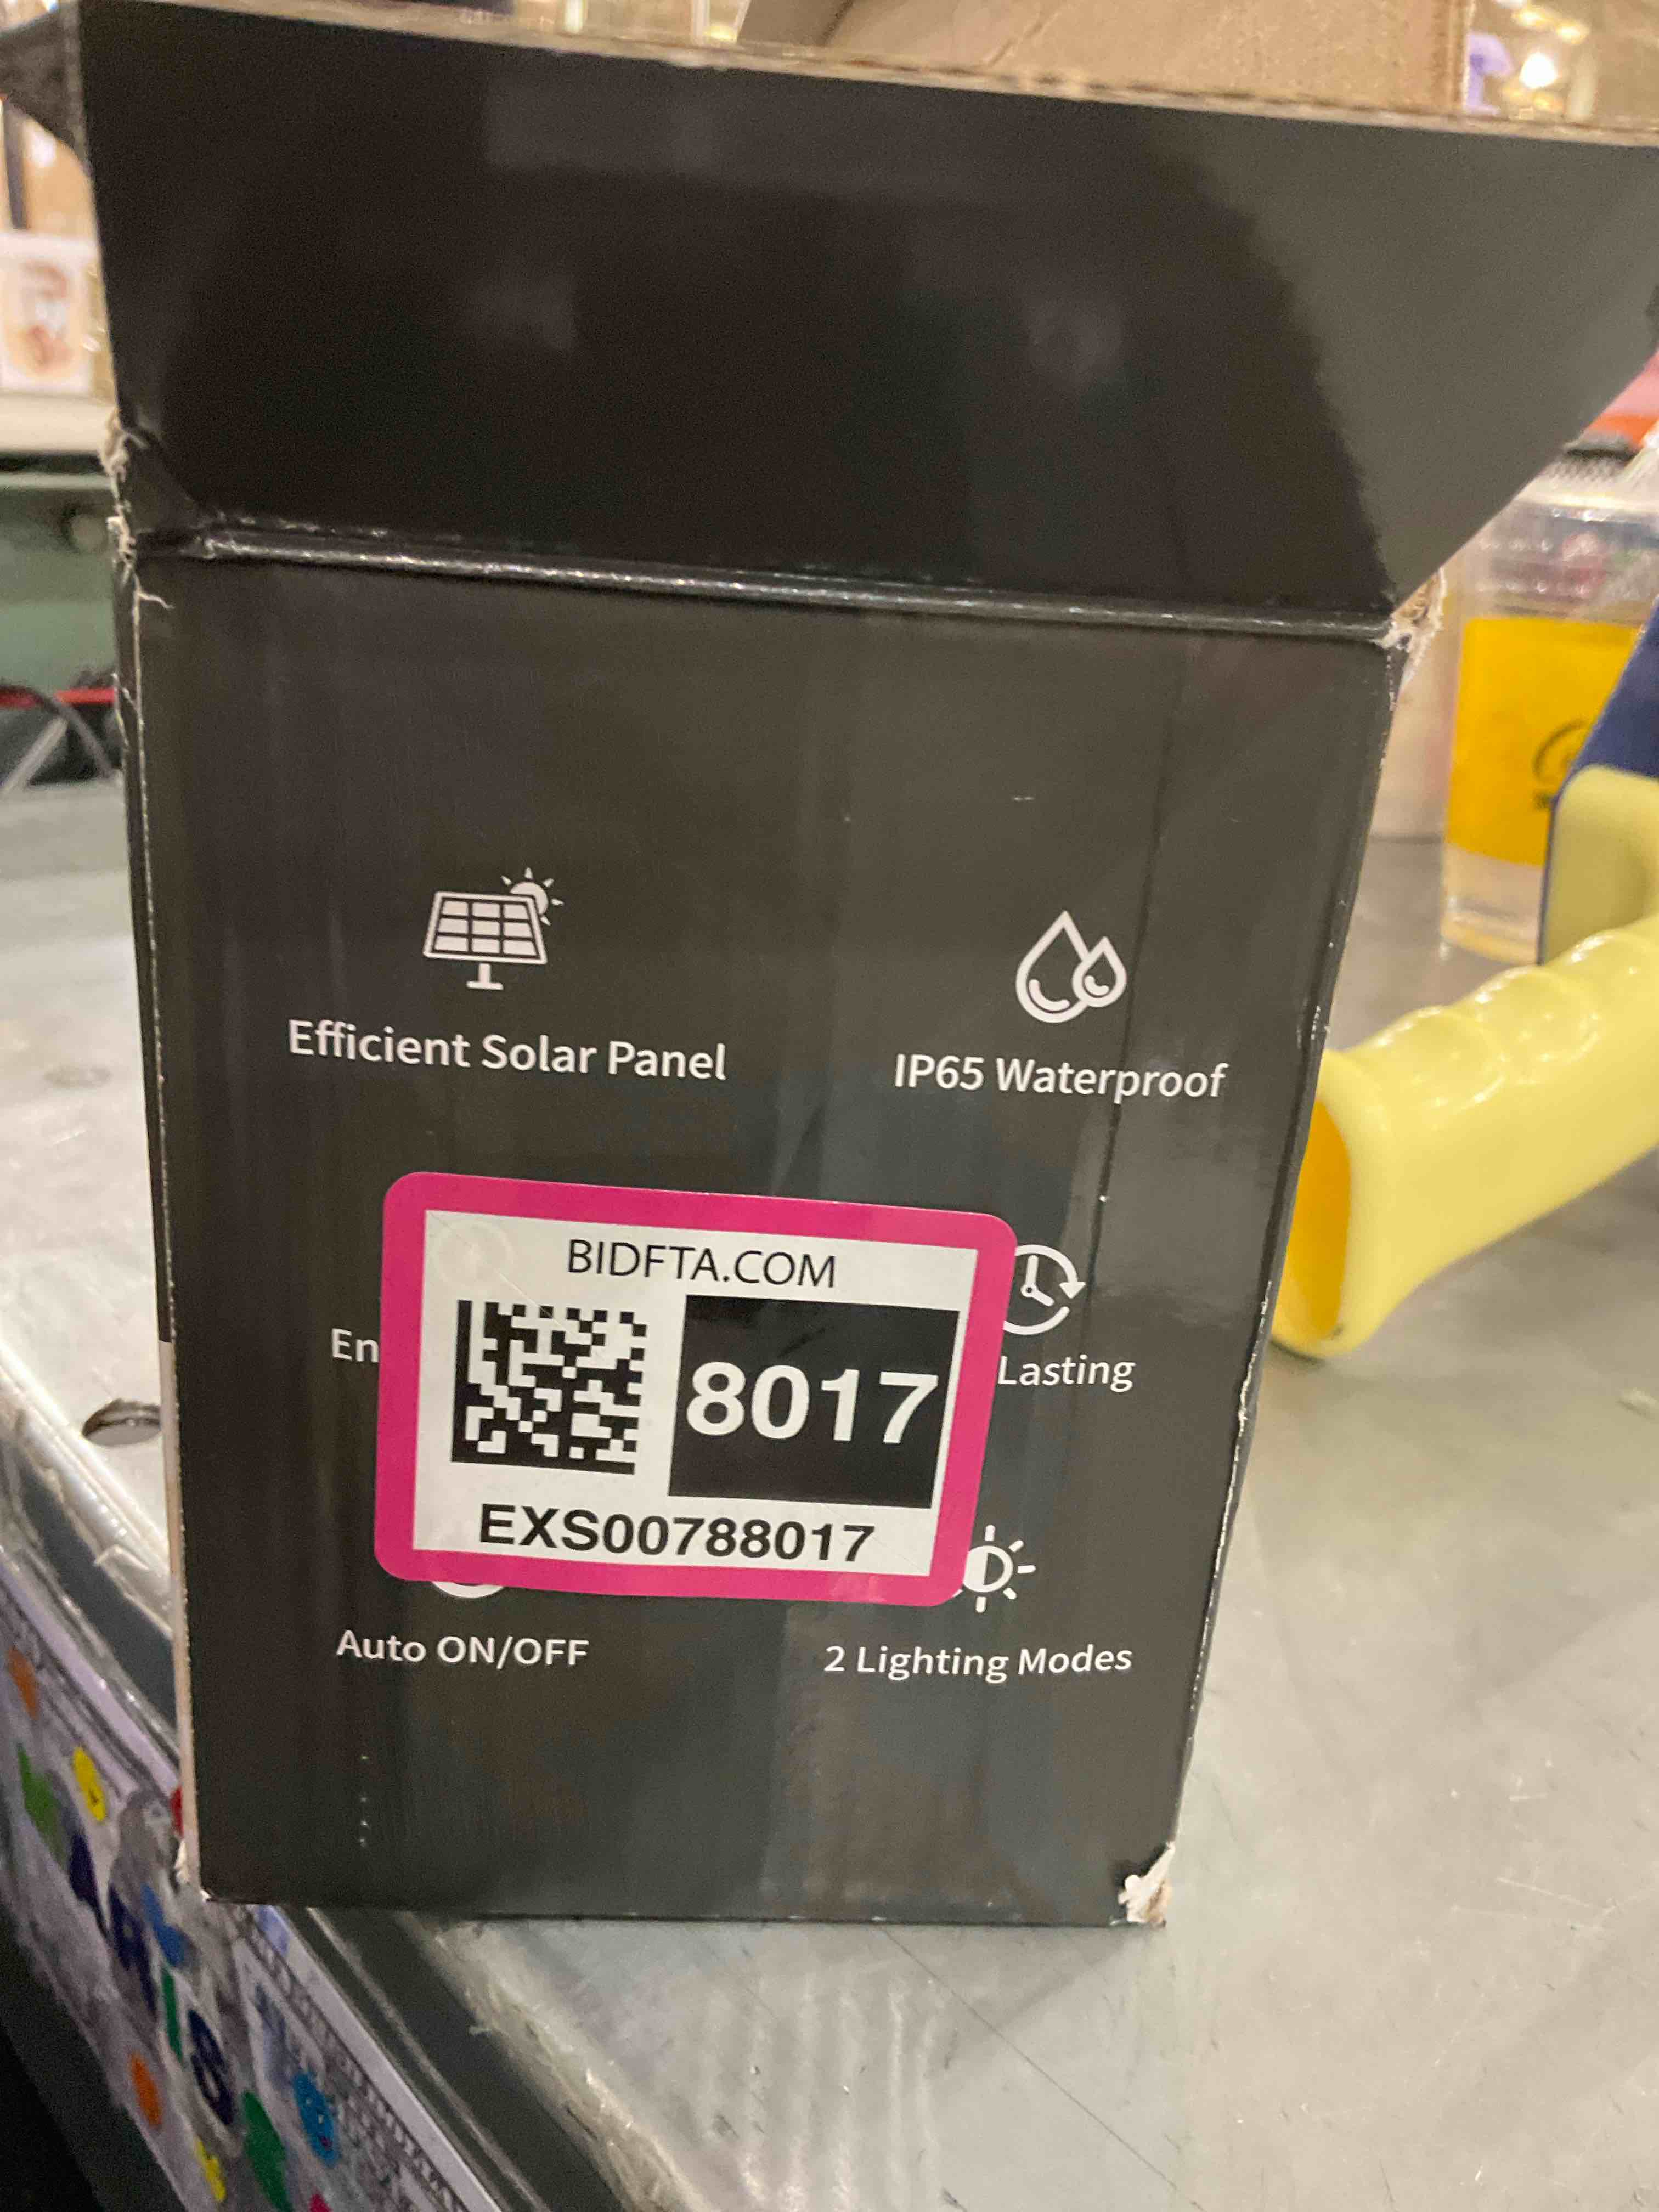 Efficient Solar Panel
IP65 Waterproof
BIDFTA.COM
8017
EXS00788017
En
Lasting
Auto ON/OFF
2 Lighting Modes